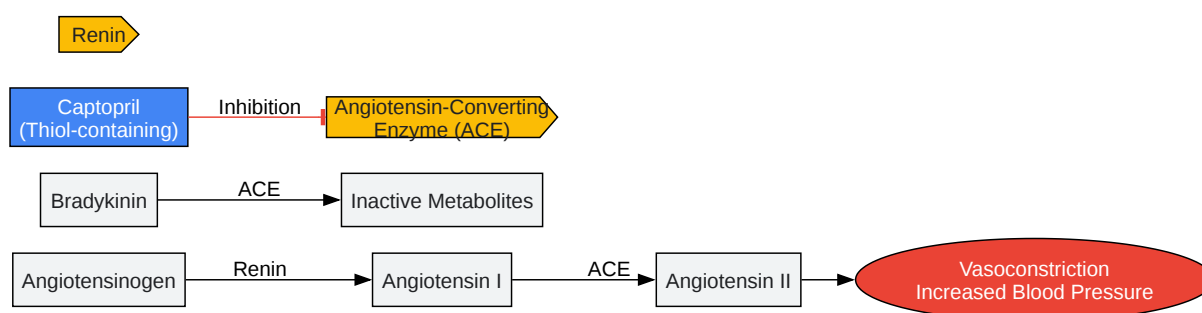 Renin
Captopril
(Thiol-containing)
Inhibition
Angiotensin-Converting
Enzyme (ACE)
Bradykinin
ACE
Inactive Metabolites
Angiotensinogen
Renin
Angiotensin I
ACE
Angiotensin II
Vasoconstriction
Increased Blood Pressure